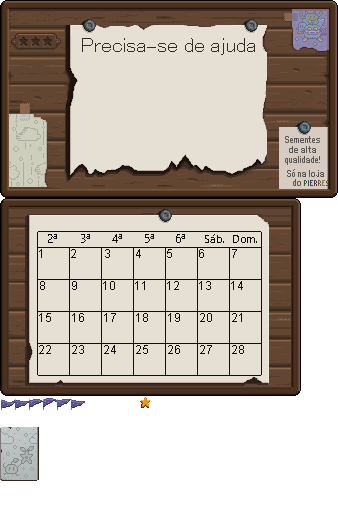 Precisa-se de ajuda
Sementes
de alta
qualidade!
Só na loja
do PIERRES
2ª 3ª 4ª 5ª 6ª Sáb. Dom.
1 2 3 4 5 6 7
8 9 10 11 12 13 14
15 16 17 18 19 20 21
22 23 24 25 26 27 28